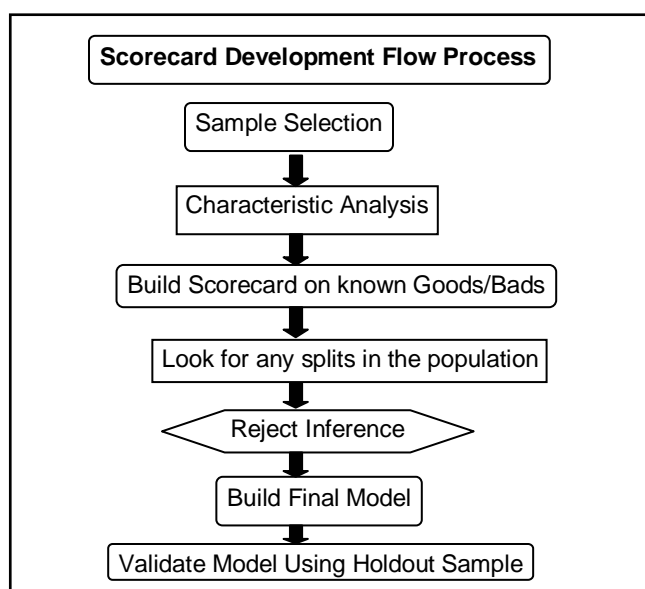 Scorecard Development Flow Process
Sample Selection
Characteristic Analysis
Build Scorecard on known Goods/Bads
Look for any splits in the population
Reject Inference
Build Final Model
Validate Model Using Holdout Sample